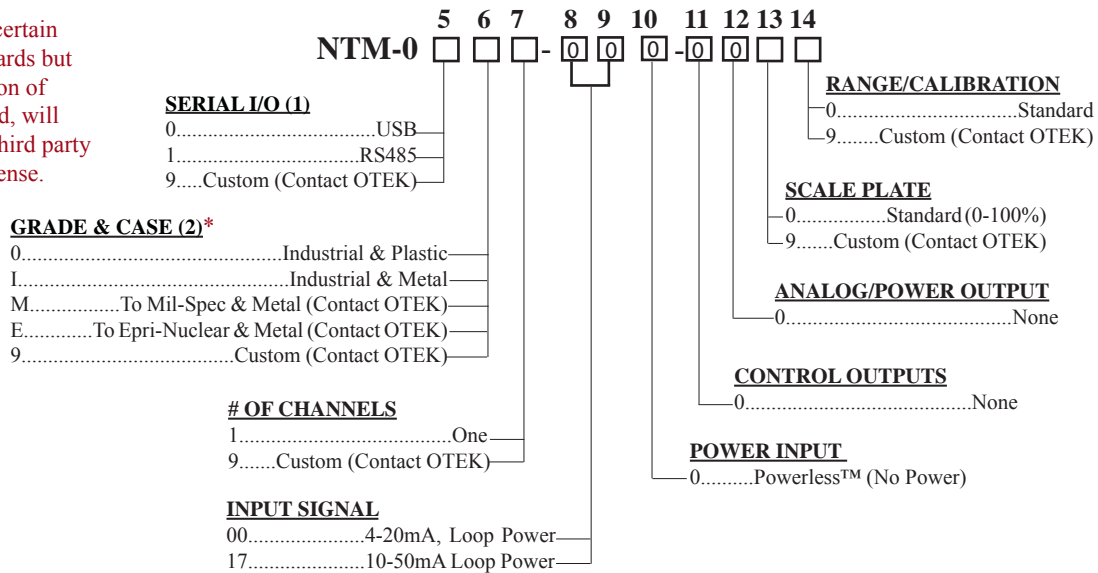 ertain
ards but
on of
d, will
hird party
ense.
5 6 7 8 9 10 11 12 13 14
NTM-0 - 0 0 0 - 0 0
SERIAL I/O (1)
0................................USB
1.............................RS485
9.....Custom (Contact OTEK)
GRADE & CASE (2)*
0..........................................Industrial & Plastic
I...........................................Industrial & Metal
M..............To Mil-Spec & Metal (Contact OTEK)
E............To Epri-Nuclear & Metal (Contact OTEK)
9..................................Custom (Contact OTEK)
# OF CHANNELS
1...................................One
9.......Custom (Contact OTEK)
INPUT SIGNAL
00......................4-20mA, Loop Power
17...................10-50mA Loop Power
RANGE/CALIBRATION
0.............................Standard
9.......Custom (Contact OTEK)
SCALE PLATE
0...............Standard (0-100%)
9.......Custom (Contact OTEK)
ANALOG/POWER OUTPUT
0.....................................None
CONTROL OUTPUTS
0.....................................None
POWER INPUT
0..........Powerless™ (No Power)